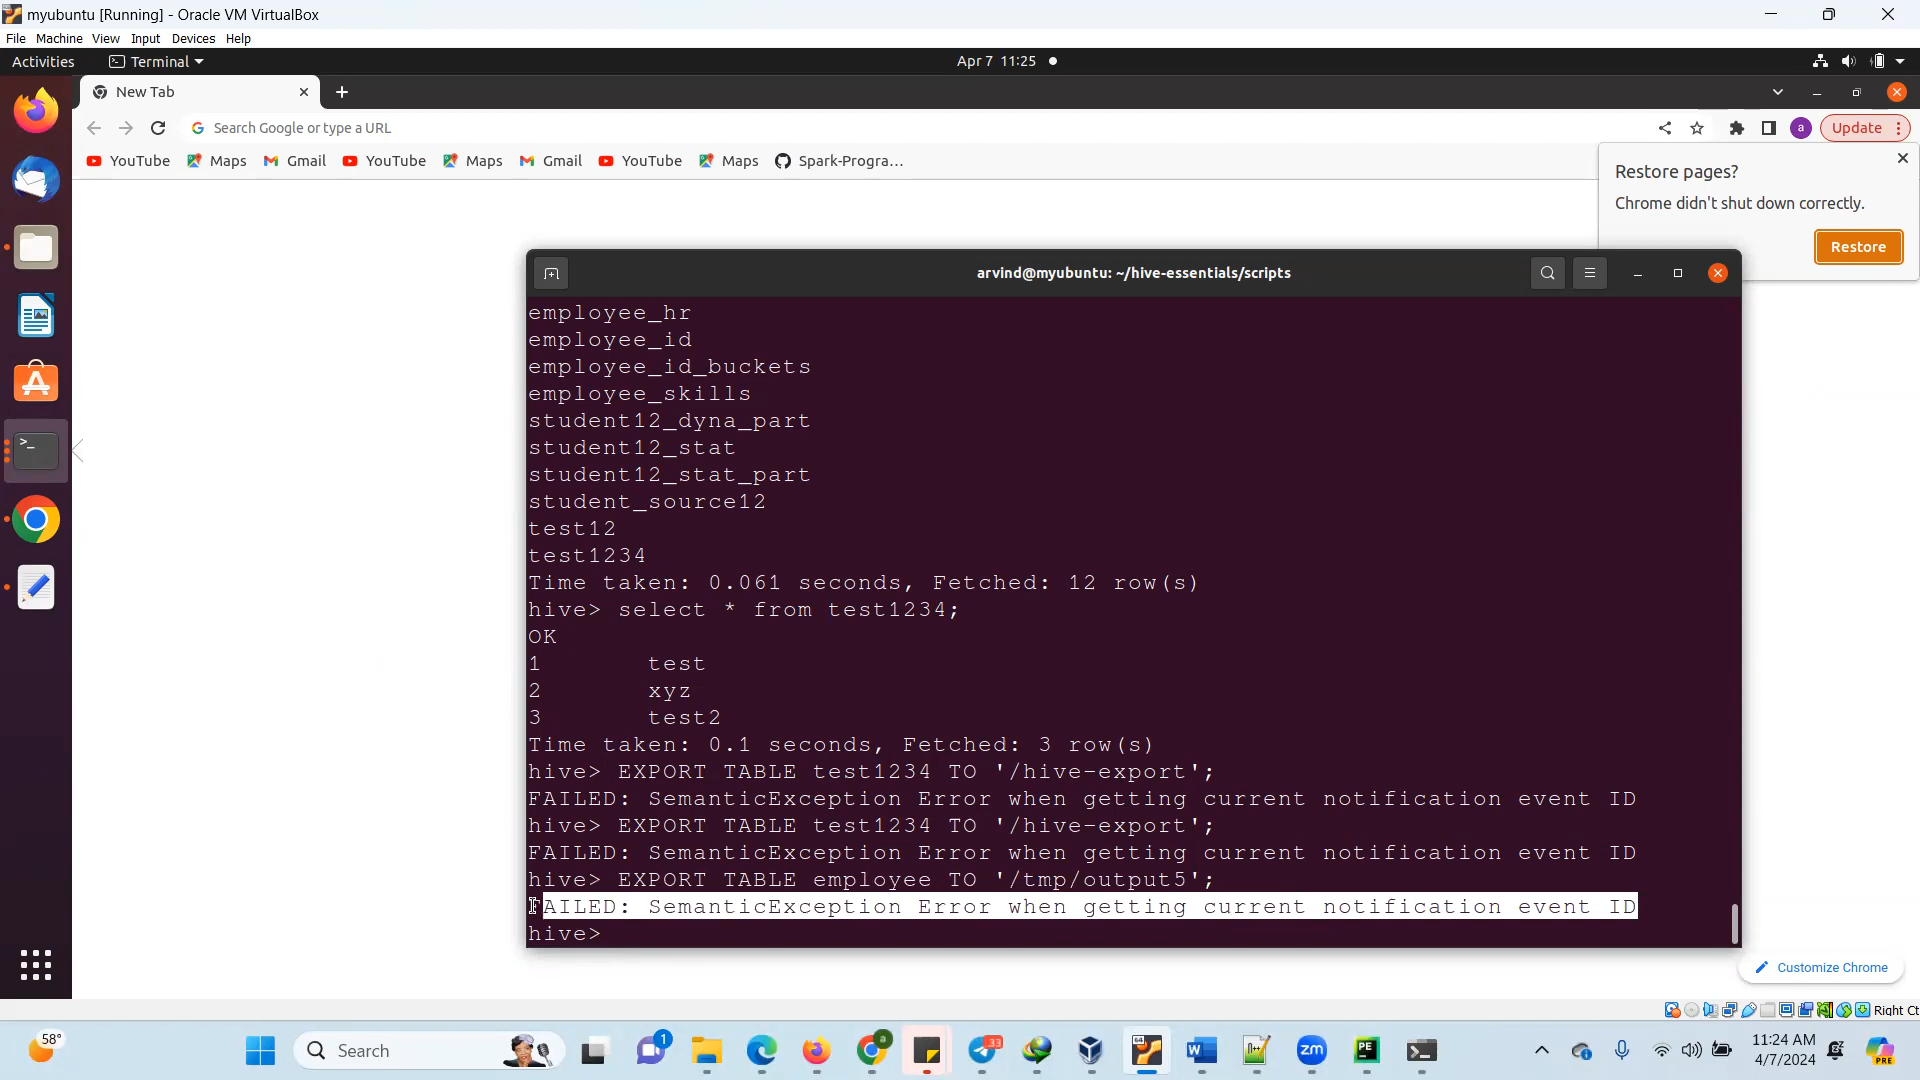 myubuntu [Running] - Oracle VM VirtualBox
File Machine View Input Devices Help
Activities Terminal Apr 7 11:25
New Tab
Search Google or type a URL a Update
YouTube Maps Gmail YouTube Maps Gmail YouTube Maps Spark-Progra...
Restore pages?
Chrome didn't shut down correctly.
Restore
arvind@myubuntu: ~/hive-essentials/scripts
employee_hr
employee_id
employee_id_buckets
employee_skills
student12_dyna_part
student12_stat
student12_stat_part
student_source12
test12
test1234
Time taken: 0.061 seconds, Fetched: 12 row(s)
hive> select * from test1234;
OK
1 test
2 xyz
3 test2
Time taken: 0.1 seconds, Fetched: 3 row(s)
hive> EXPORT TABLE test1234 TO '/hive-export';
FAILED: SemanticException Error when getting current notification event ID
hive> EXPORT TABLE test1234 TO '/hive-export';
FAILED: SemanticException Error when getting current notification event ID
hive> EXPORT TABLE employee TO '/tmp/output5';
FAILED: SemanticException Error when getting current notification event ID
hive>
Customize Chrome
Right Ct
58°
Search
1
a
33
64
W
zm
PE
11:24 AM
4/7/2024
PRE